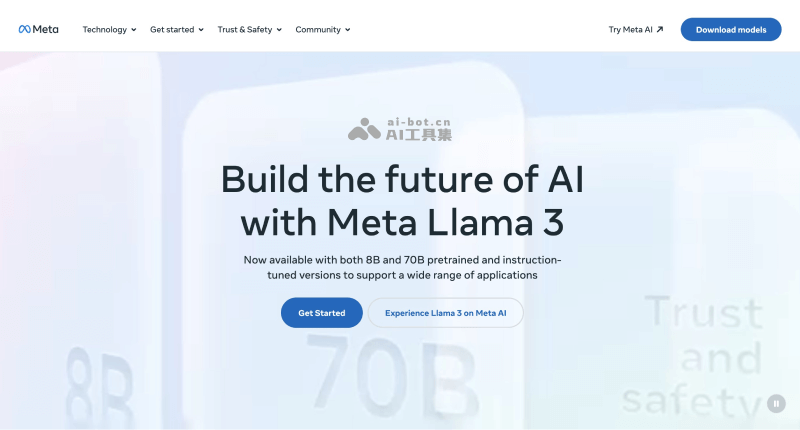 Meta
Technology Get started Trust & Safety Community Try Meta AI Download models
ai-bot.cn
AI工具集
Build the future of AI
with Meta Llama 3
Now available with both 8B and 70B pretrained and instruction-
tuned versions to support a wide range of applications
Get Started Experience Llama 3 on Meta AI
8B
70B
Trust
and
safety